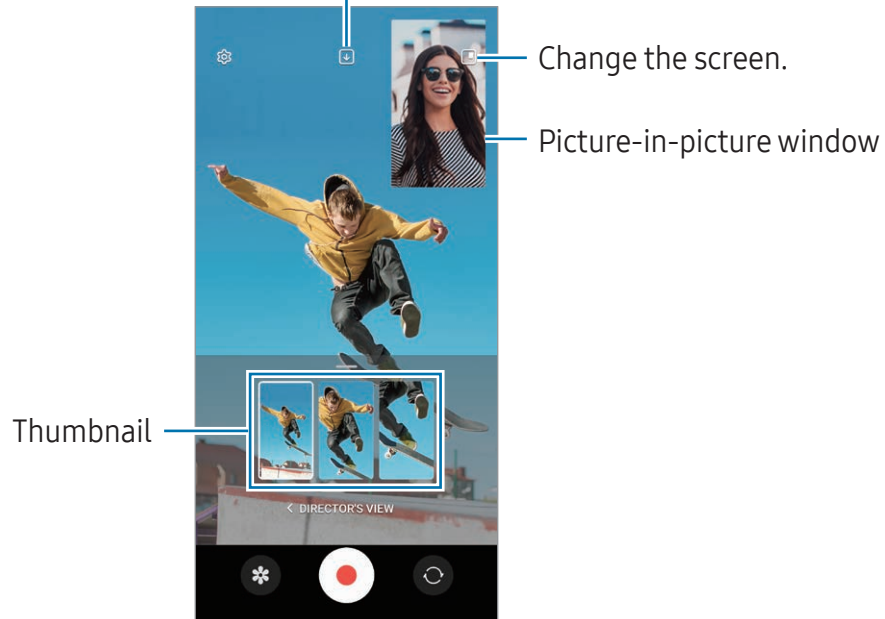 Change the screen.
Picture-in-picture window
Thumbnail
DIRECTOR'S VIEW